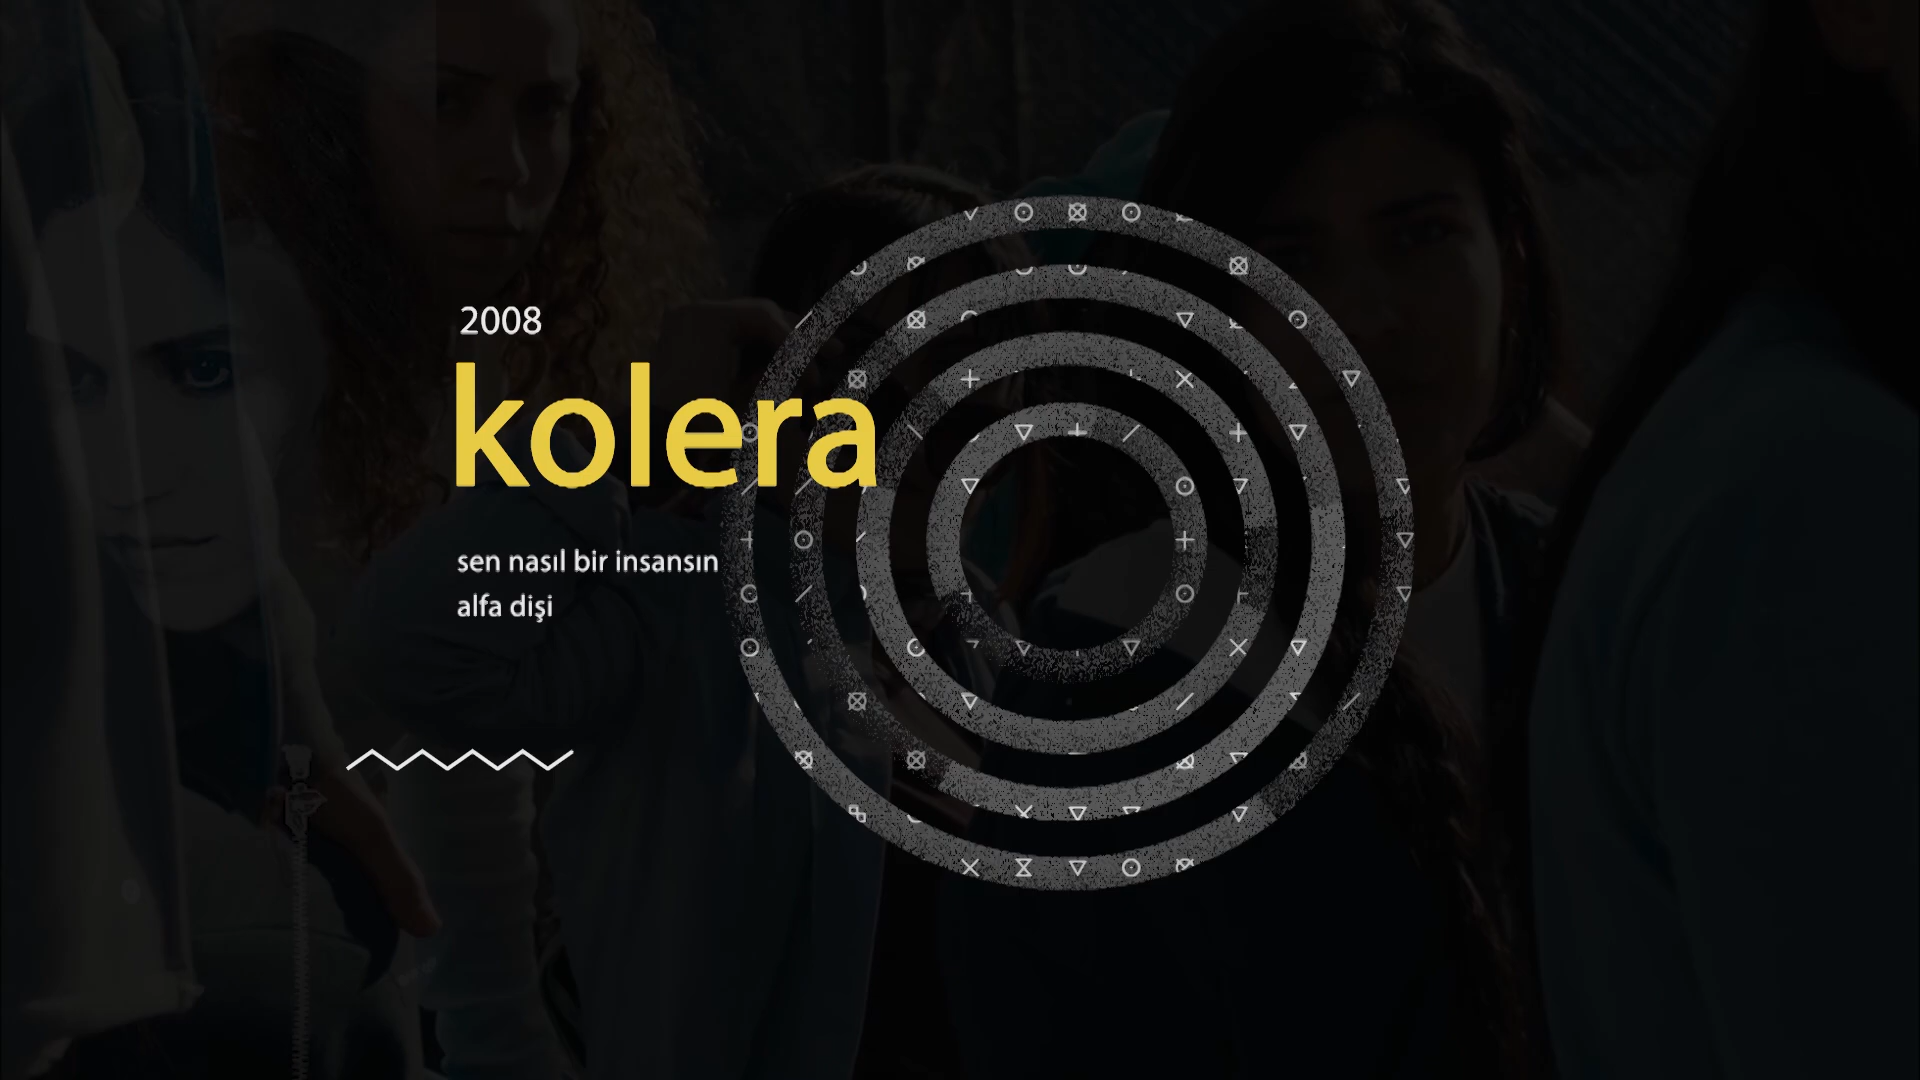 2008
kolera
sen nasıl bir insansın
alfa dişi